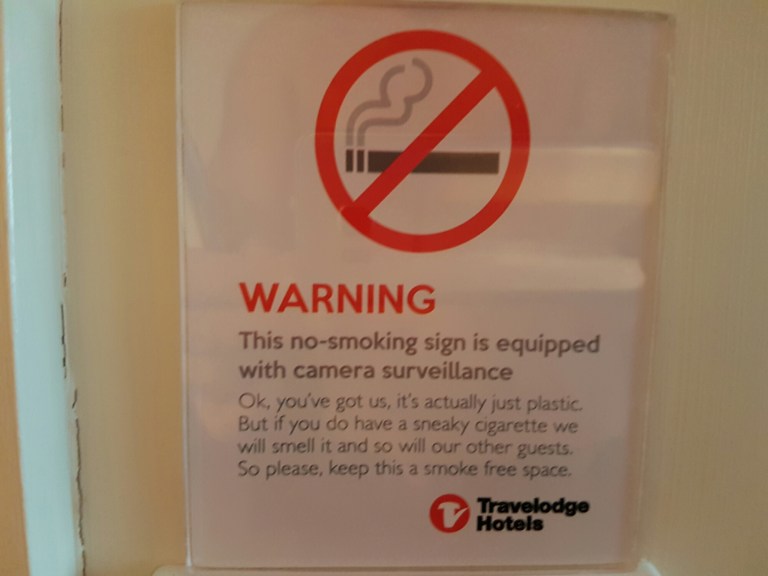 WARNING
This no-smoking sign is equipped
with camera surveillance
Ok, you've got us, it's actually just plastic.
But if you do have a sneaky cigarette we
will smell it and so will our other guests.
So please, keep this a smoke free space.
Travelodge
Hotels